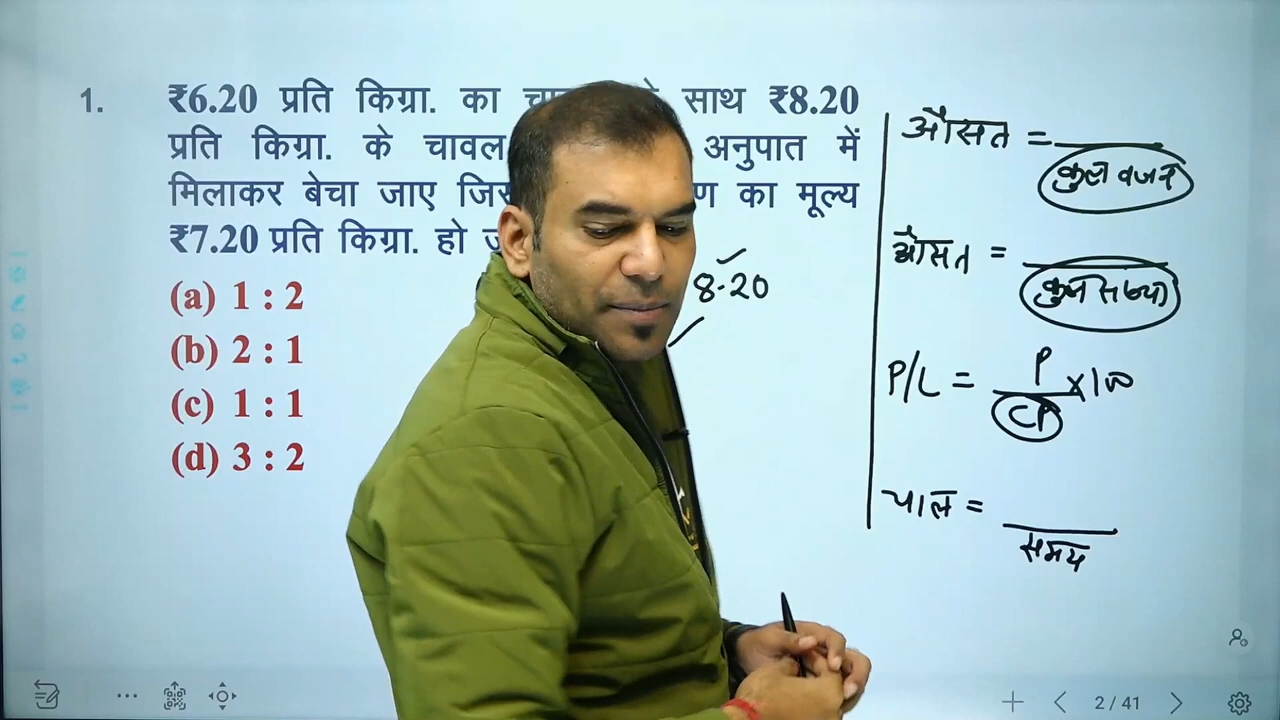 1. ₹6.20 प्रति किग्रा. का साथ ₹8.20
प्रति किग्रा. के चावल अनुपात में
मिलाकर बेचा जाए का मूल्य
₹7.20 प्रति किग्रा. हो
(a) 1 : 2
(b) 2 : 1
(c) 1 : 1
(d) 3 : 2
8.20
औसत =
कुल वजन
औसत =
कुल संख्या
P/L = P × 100
CP
चाल =
समय
2 / 41